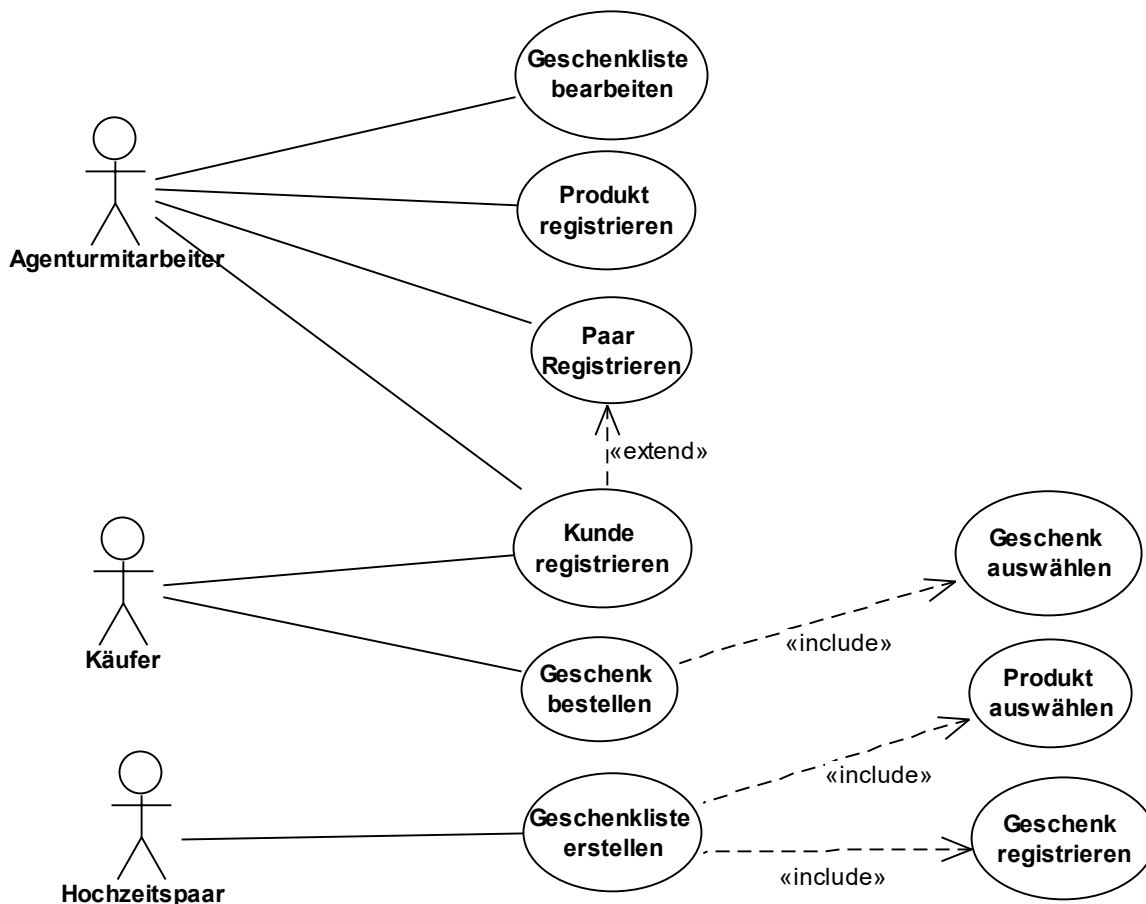 Geschenkliste
bearbeiten
Produkt
registrieren
Agenturmitarbeiter
Paar
Registrieren
«extend»
Kunde
registrieren
Geschenk
auswählen
«include»
Käufer
Geschenk
bestellen
Produkt
auswählen
«include»
Geschenkliste
erstellen
Geschenk
registrieren
«include»
Hochzeitspaar